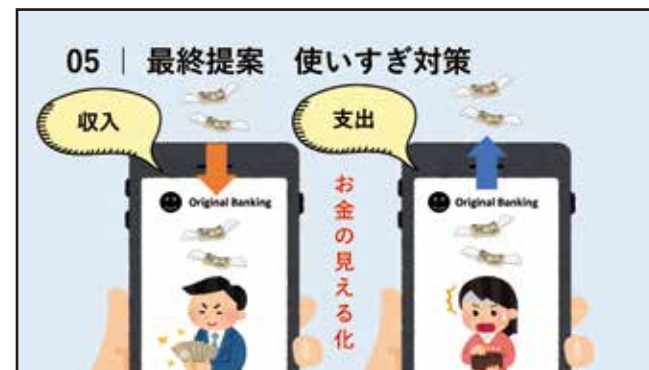 05 | 最終提案 使いすぎ対策
収入
支出
Original Banking
Original Banking
お金の見える化